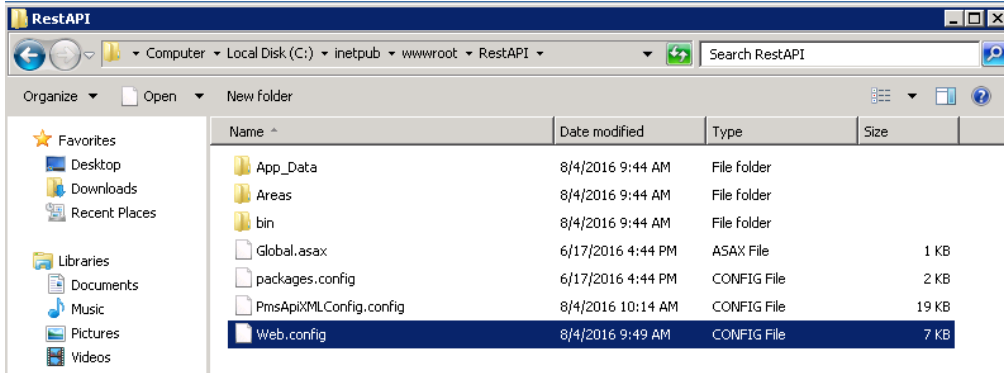 RestAPI
Computer Local Disk (C:) inetpub wwwroot RestAPI Search RestAPI
Organize Open New folder
Favorites
Desktop
Downloads
Recent Places
Libraries
Documents
Music
Pictures
Videos
Name Date modified Type Size
App_Data 8/4/2016 9:44 AM File folder
Areas 8/4/2016 9:44 AM File folder
bin 8/4/2016 9:44 AM File folder
Global.asax 6/17/2016 4:44 PM ASAX File 1 KB
packages.config 6/17/2016 4:44 PM CONFIG File 2 KB
PmsApiXMLConfig.config 8/4/2016 10:14 AM CONFIG File 19 KB
Web.config 8/4/2016 9:49 AM CONFIG File 7 KB